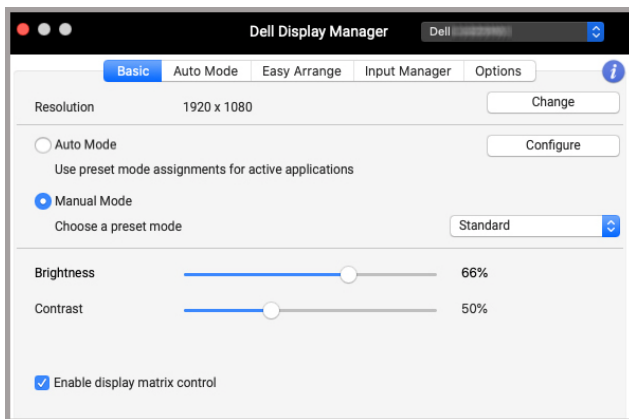 Dell Display Manager Dell
Basic Auto Mode Easy Arrange Input Manager Options i
Resolution 1920 x 1080 Change
Auto Mode Configure
Use preset mode assignments for active applications
Manual Mode
Choose a preset mode Standard
Brightness 66%
Contrast 50%
Enable display matrix control